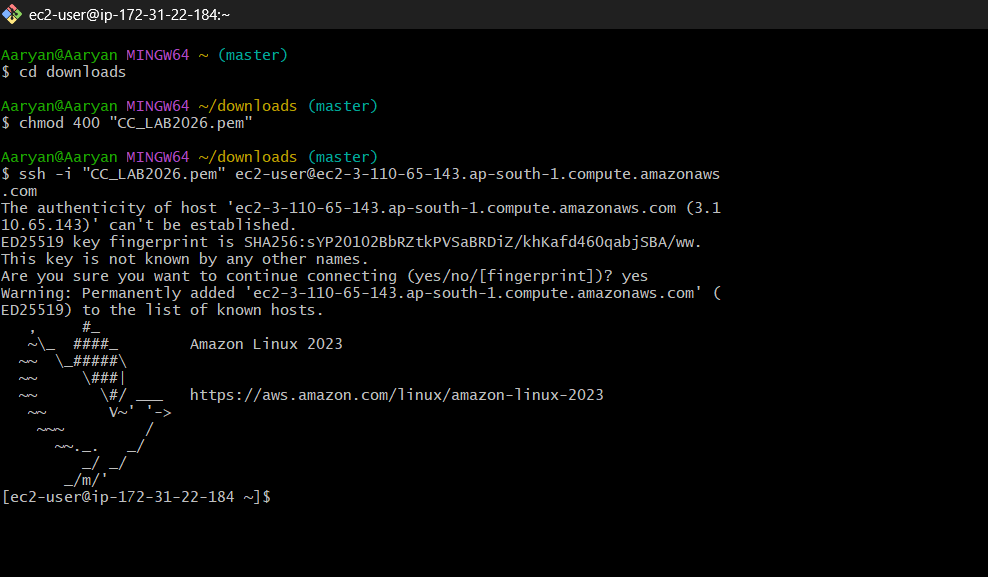 ec2-user@ip-172-31-22-184:~
Aaryan@Aaryan MINGW64 ~ (master)
$ cd downloads
Aaryan@Aaryan MINGW64 ~/downloads (master)
$ chmod 400 "CC_LAB2026.pem"
Aaryan@Aaryan MINGW64 ~/downloads (master)
$ ssh -i "CC_LAB2026.pem" ec2-user@ec2-3-110-65-143.ap-south-1.compute.amazonaws
.com
The authenticity of host 'ec2-3-110-65-143.ap-south-1.compute.amazonaws.com (3.1
10.65.143)' can't be established.
ED25519 key fingerprint is SHA256:sYP20102BbRZtkPVSaBRDiZ/khKafd460qabjSBA/ww.
This key is not known by any other names.
Are you sure you want to continue connecting (yes/no/[fingerprint])? yes
Warning: Permanently added 'ec2-3-110-65-143.ap-south-1.compute.amazonaws.com' (
ED25519) to the list of known hosts.
   ,     #_
   ~\_  ####_        Amazon Linux 2023
  ~~  \_#####\
  ~~     \###|
  ~~       \#/ ___   https://aws.amazon.com/linux/amazon-linux-2023
   ~~       V~' '->
    ~~~         /
      ~~._.   _/
         _/ _/
       _/m/'
[ec2-user@ip-172-31-22-184 ~]$